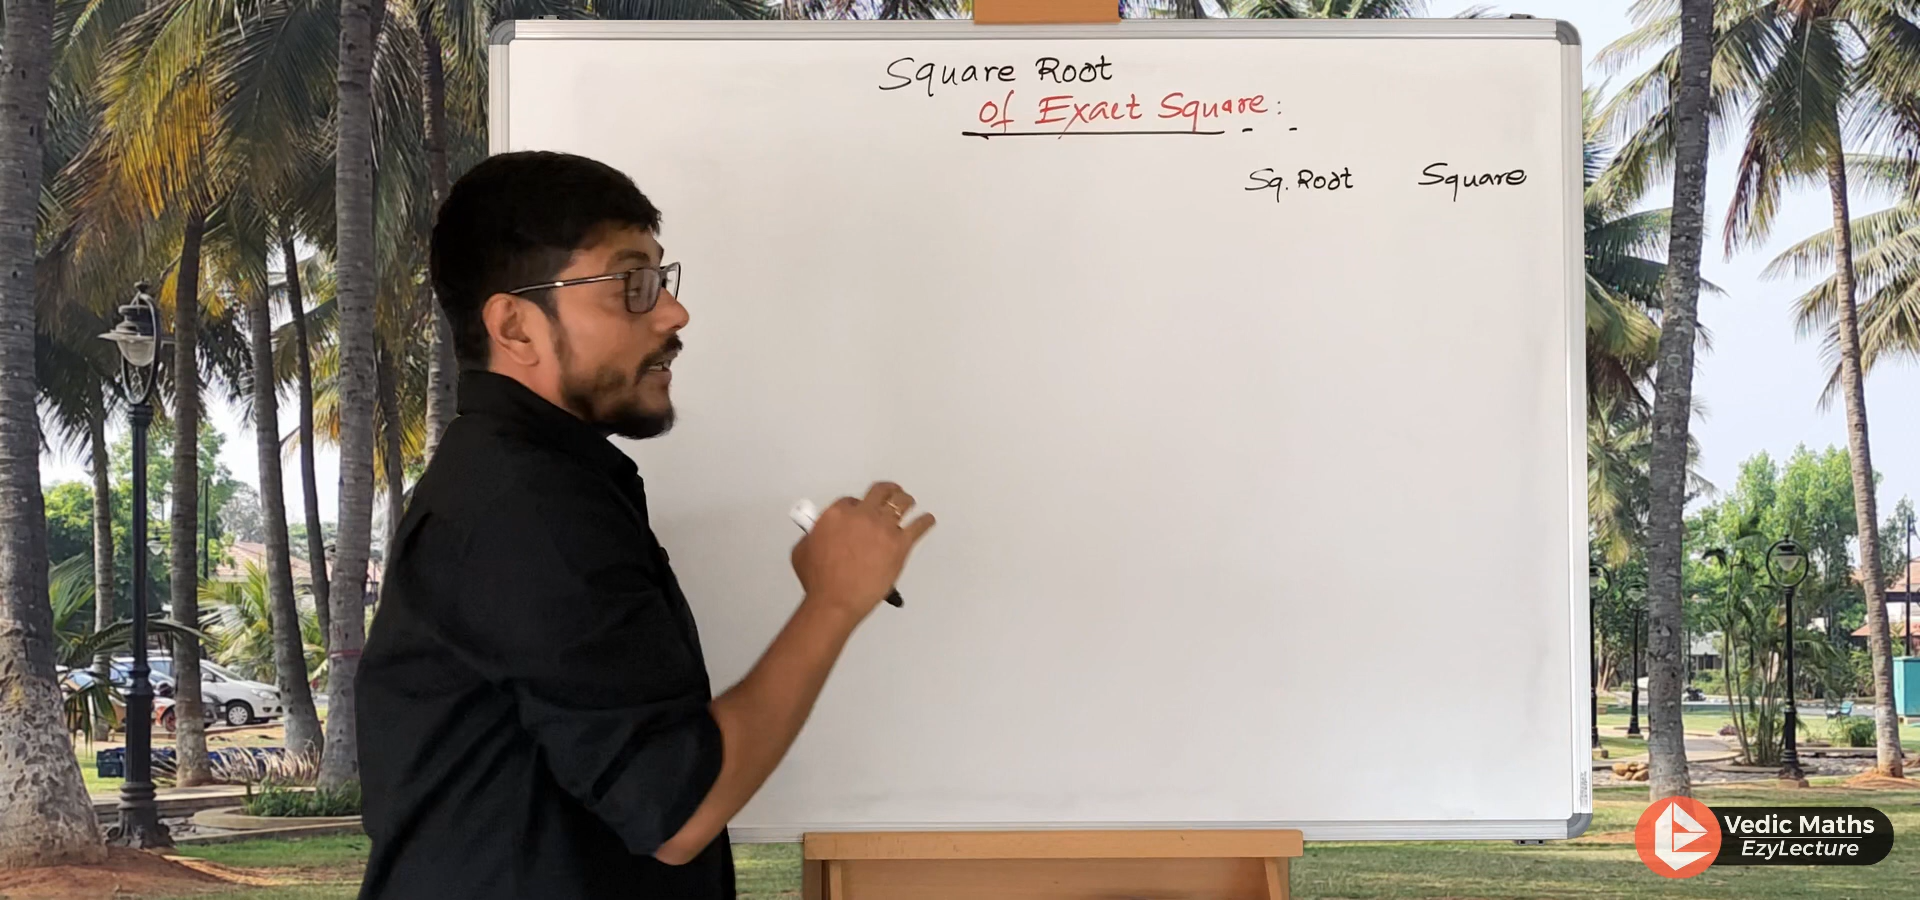 Square Root
Of Exact Square:
Sq. Root Square
Vedic Maths
EzyLecture